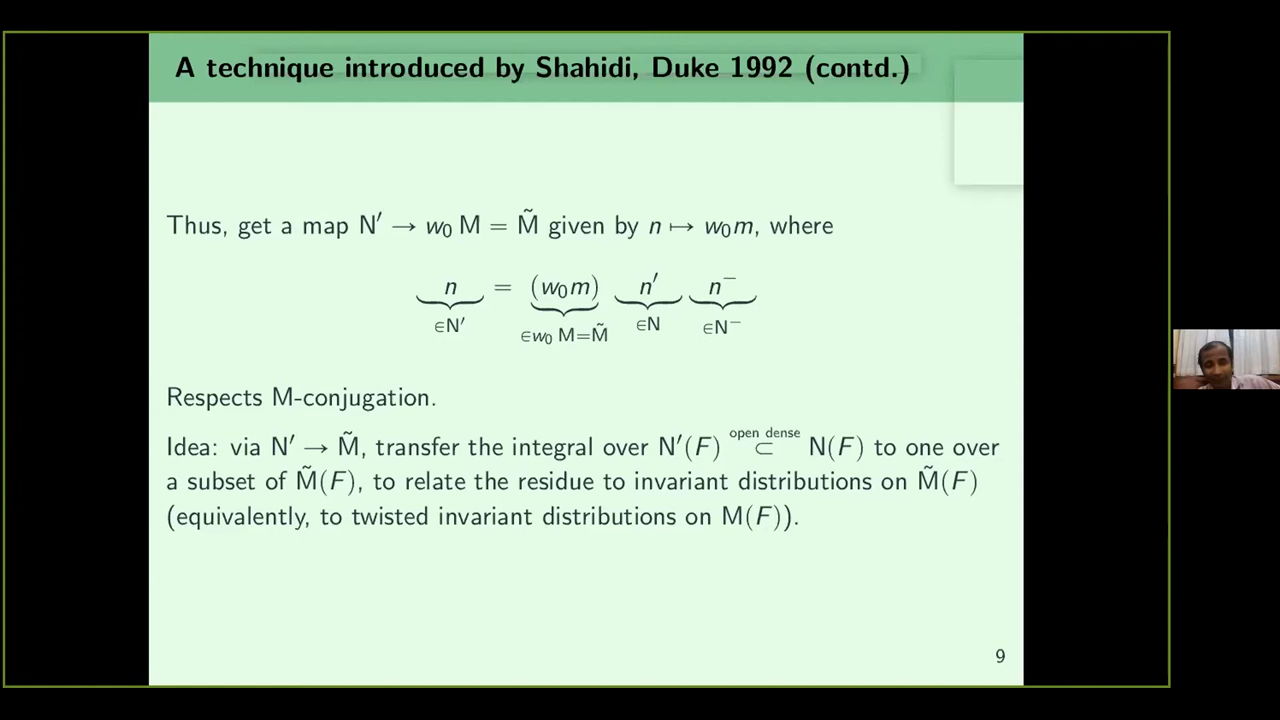 A technique introduced by Shahidi, Duke 1992 (contd.)
Thus, get a map N′ → w₀ M = M̃ given by n ↦ w₀m, where
n = (w₀m) n′ n⁻
∈N′ ∈w₀ M=M̃ ∈N ∈N⁻
Respects M-conjugation.
Idea: via N′ → M̃, transfer the integral over N′(F) open dense ⊂ N(F) to one over
a subset of M̃(F), to relate the residue to invariant distributions on M̃(F)
(equivalently, to twisted invariant distributions on M(F)).
9